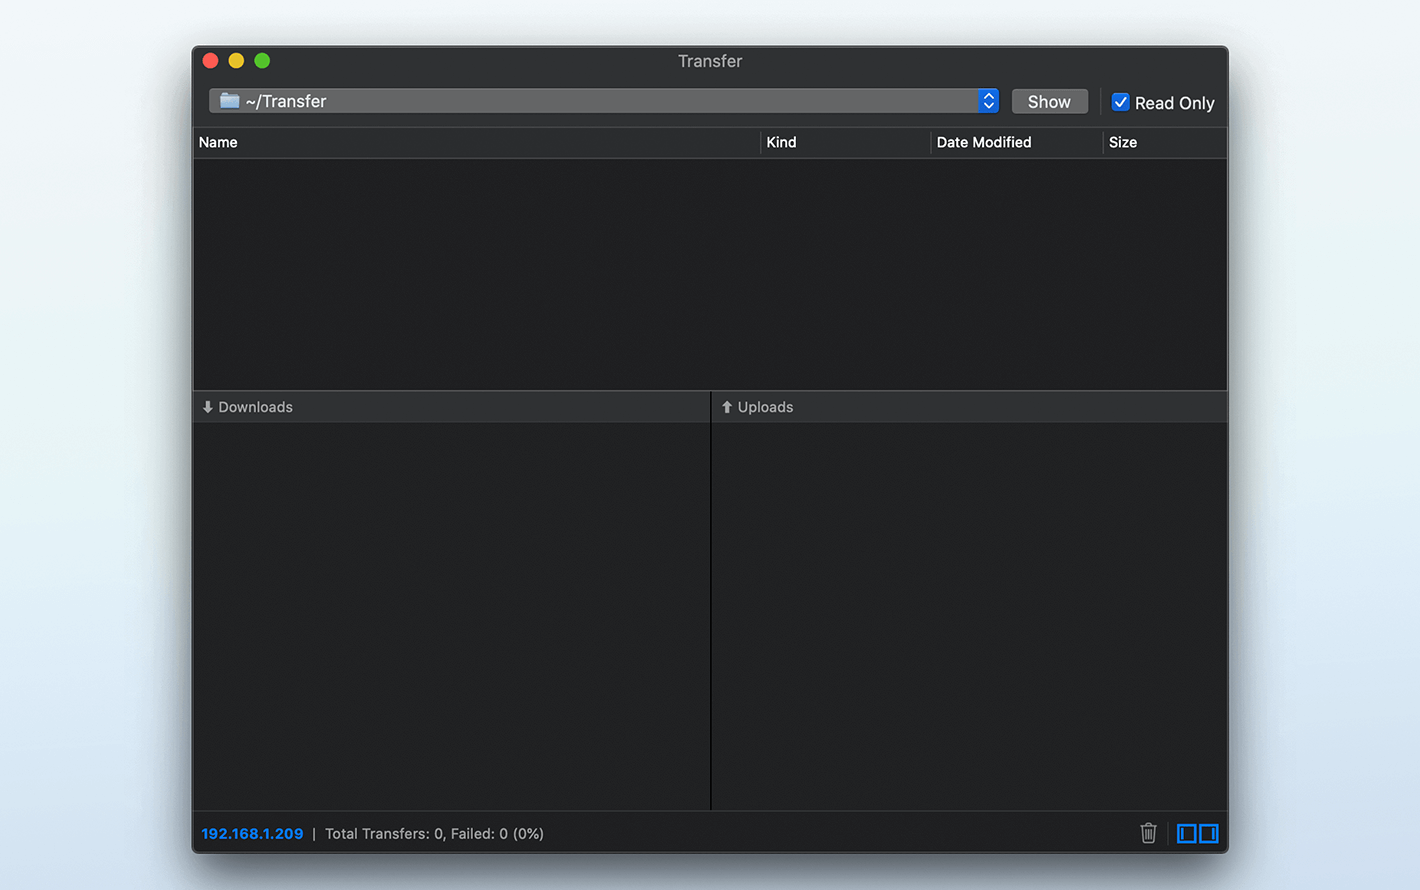 Transfer
~/Transfer
Show
Read Only
Name Kind Date Modified Size
Downloads Uploads
192.168.1.209 | Total Transfers: 0, Failed: 0 (0%)